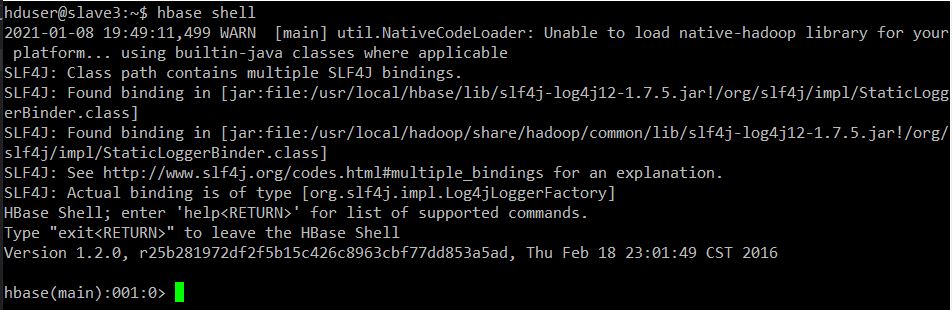 hduser@slave3:~$ hbase shell
2021-01-08 19:49:11,499 WARN  [main] util.NativeCodeLoader: Unable to load native-hadoop library for your
 platform... using builtin-java classes where applicable
SLF4J: Class path contains multiple SLF4J bindings.
SLF4J: Found binding in [jar:file:/usr/local/hbase/lib/slf4j-log4j12-1.7.5.jar!/org/slf4j/impl/StaticLogg
erBinder.class]
SLF4J: Found binding in [jar:file:/usr/local/hadoop/share/hadoop/common/lib/slf4j-log4j12-1.7.5.jar!/org/
slf4j/impl/StaticLoggerBinder.class]
SLF4J: See http://www.slf4j.org/codes.html#multiple_bindings for an explanation.
SLF4J: Actual binding is of type [org.slf4j.impl.Log4jLoggerFactory]
HBase Shell; enter 'help<RETURN>' for list of supported commands.
Type "exit<RETURN>" to leave the HBase Shell
Version 1.2.0, r25b281972df2f5b15c426c8963cbf77dd853a5ad, Thu Feb 18 23:01:49 CST 2016
hbase(main):001:0>